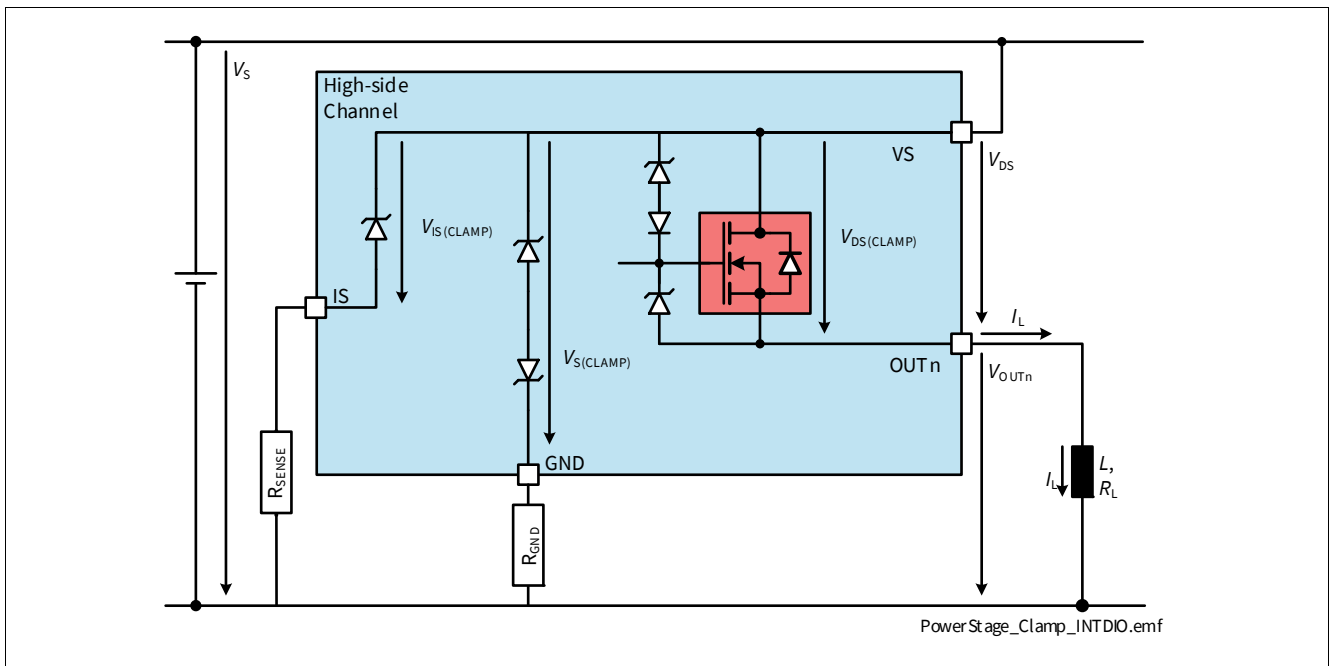 VS
High-side
Channel
VS
VDS
VIS(CLAMP)
VDS(CLAMP)
IS
IL
VS(CLAMP)
OUTn
VOUTn
GND
RSENSE
IL
L,
RL
RGND
PowerStage_Clamp_INTDIO.emf